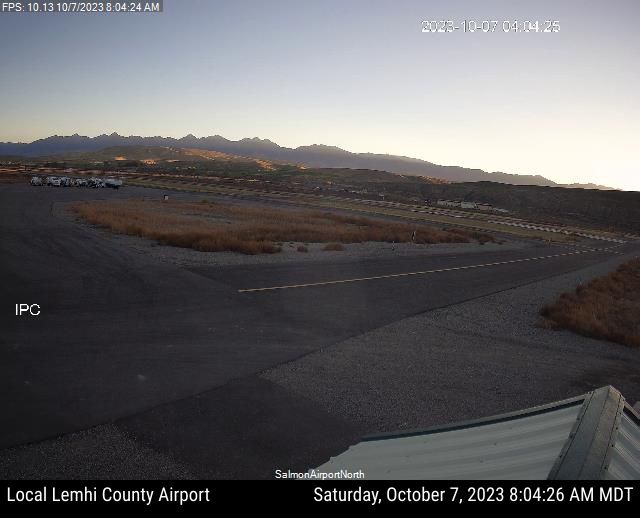 FPS: 10.13 10/7/2023 8:04:24 AM
2023-10-07 04:04:25
IPC
SalmonAirportNorth
Local Lemhi County Airport Saturday, October 7, 2023 8:04:26 AM MDT